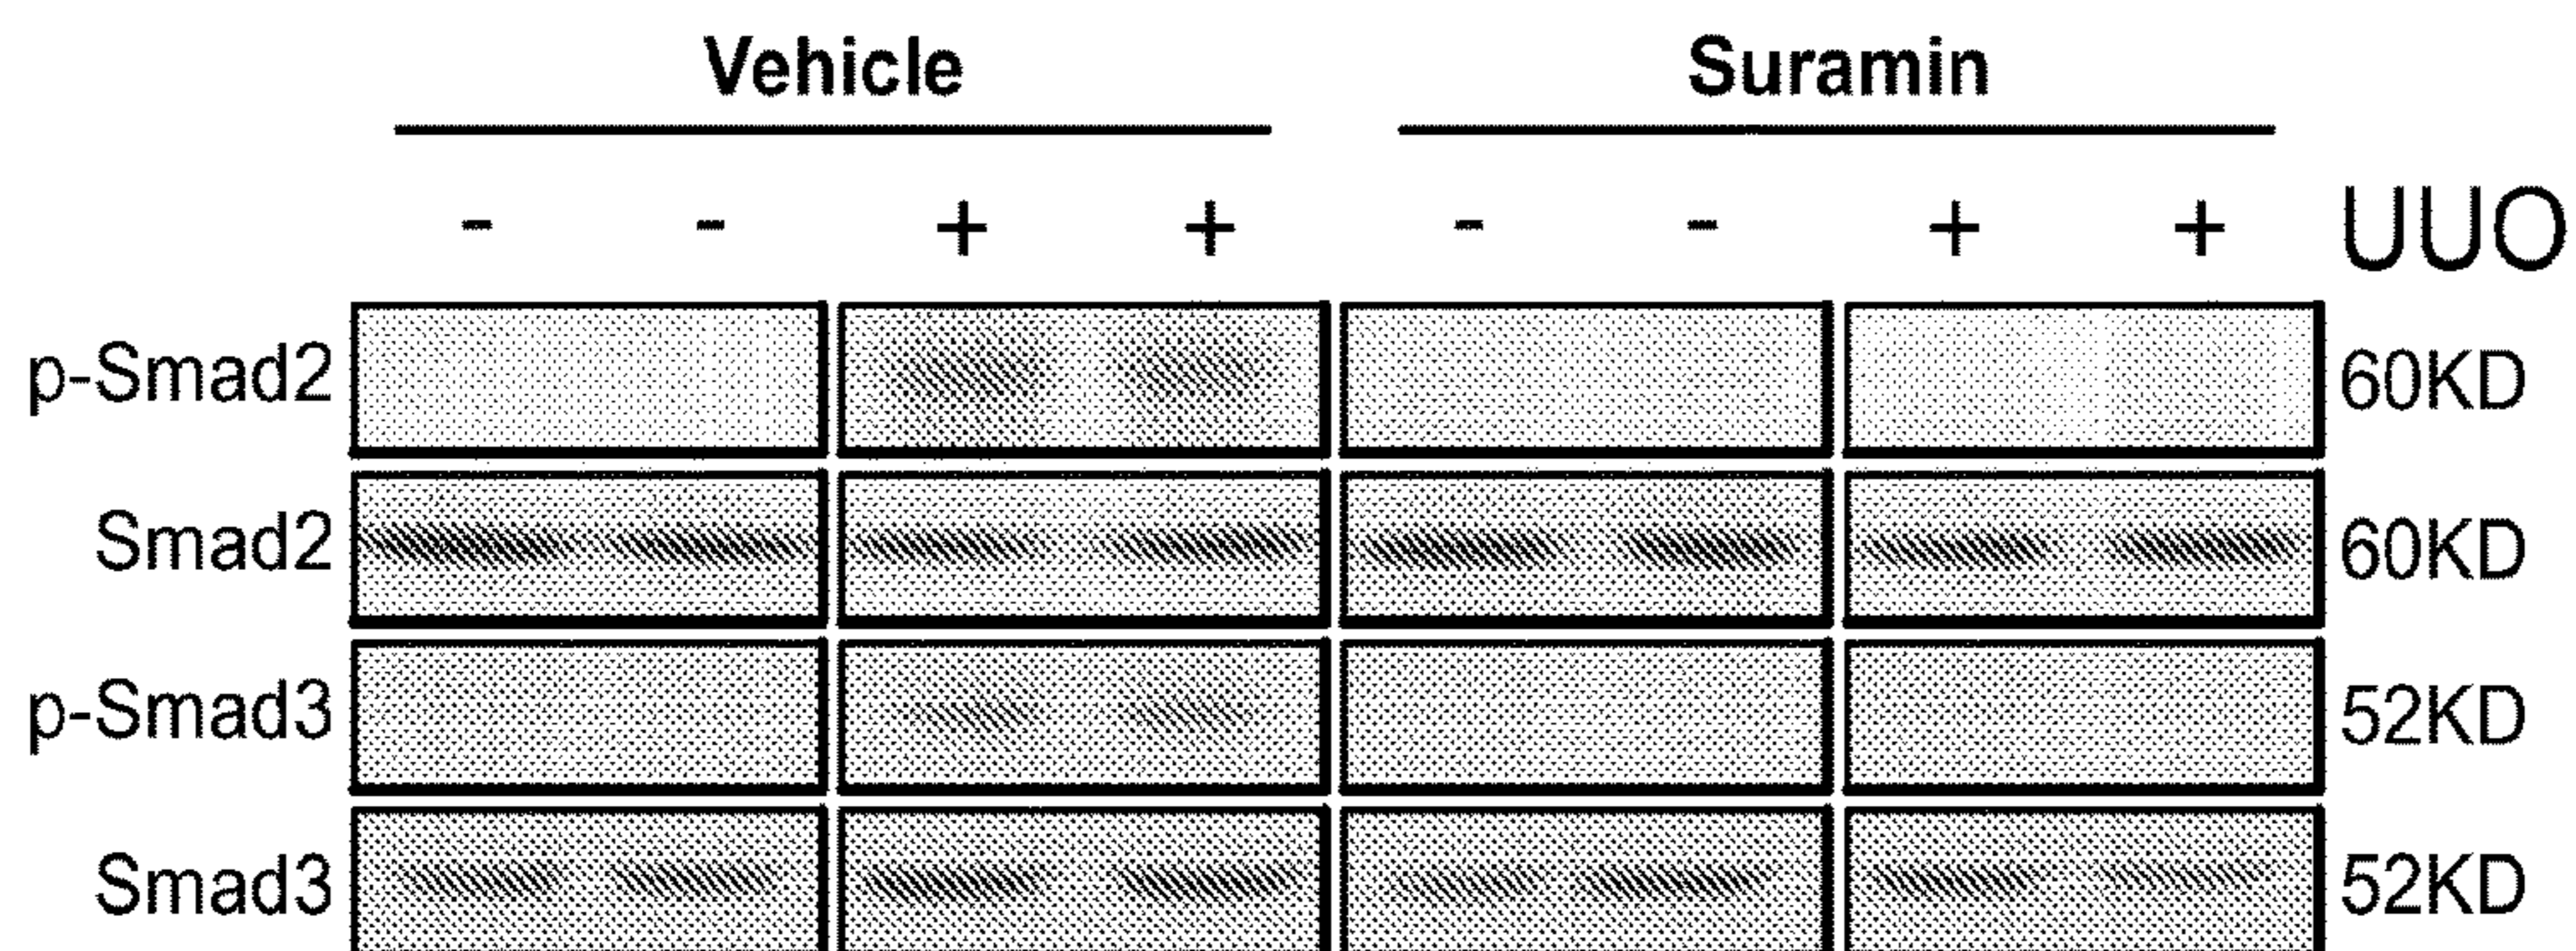 Vehicle Suramin
- - + + - - + + UUO
p-Smad2 60KD
Smad2 60KD
p-Smad3 52KD
Smad3 52KD